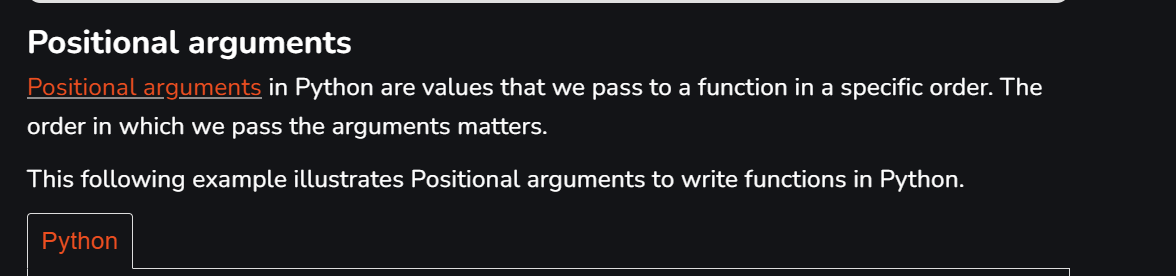 Positional arguments
Positional arguments in Python are values that we pass to a function in a specific order. The
order in which we pass the arguments matters.
This following example illustrates Positional arguments to write functions in Python.
Python